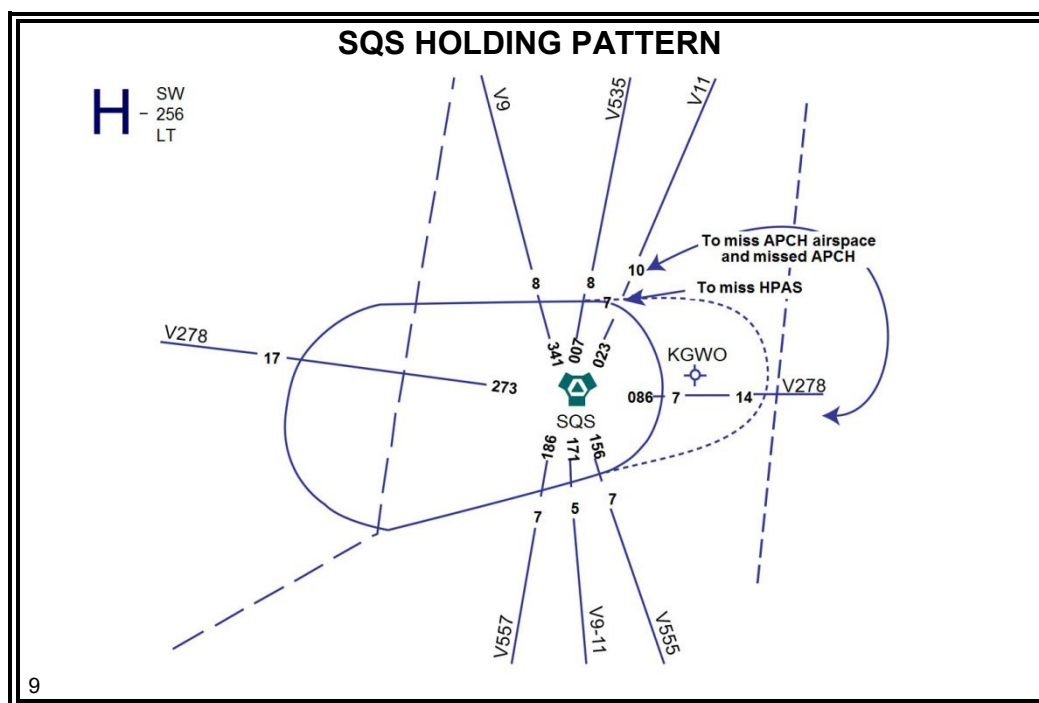 SQS HOLDING PATTERN
H - SW
256
LT
V9
V535
V11
To miss APCH airspace
and missed APCH
10
8
8
To miss HPAS
7
V278
17
341
007
023
KGWO
273
086
7
14
V278
SQS
186
171
156
7
5
7
V557
V9-11
V555
9